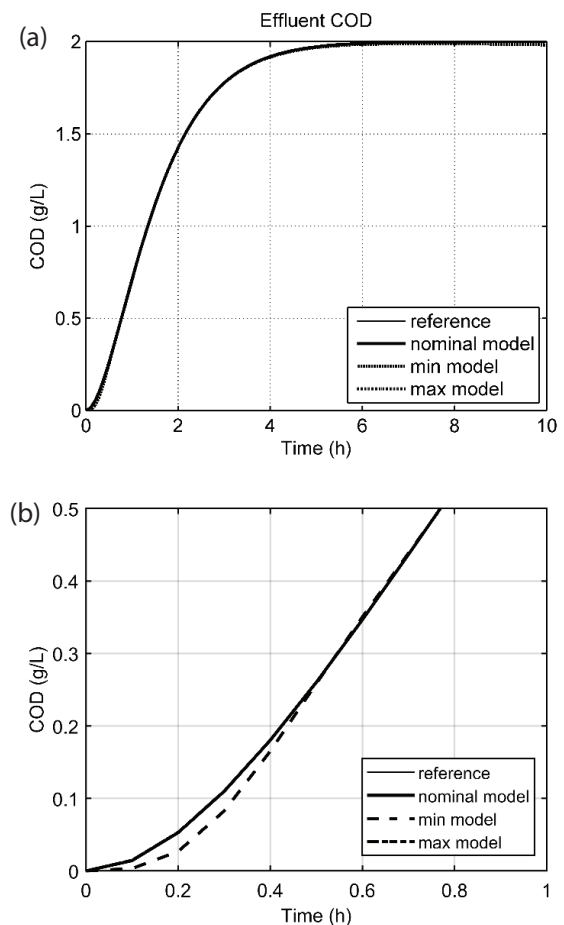 (a)
Effluent COD
2
1.5
1
0.5
0
COD (g/L)
reference
nominal model
min model
max model
0 2 4 6 8 10
Time (h)
(b)
0.5
0.4
0.3
0.2
0.1
0
COD (g/L)
reference
nominal model
min model
max model
0 0.2 0.4 0.6 0.8 1
Time (h)